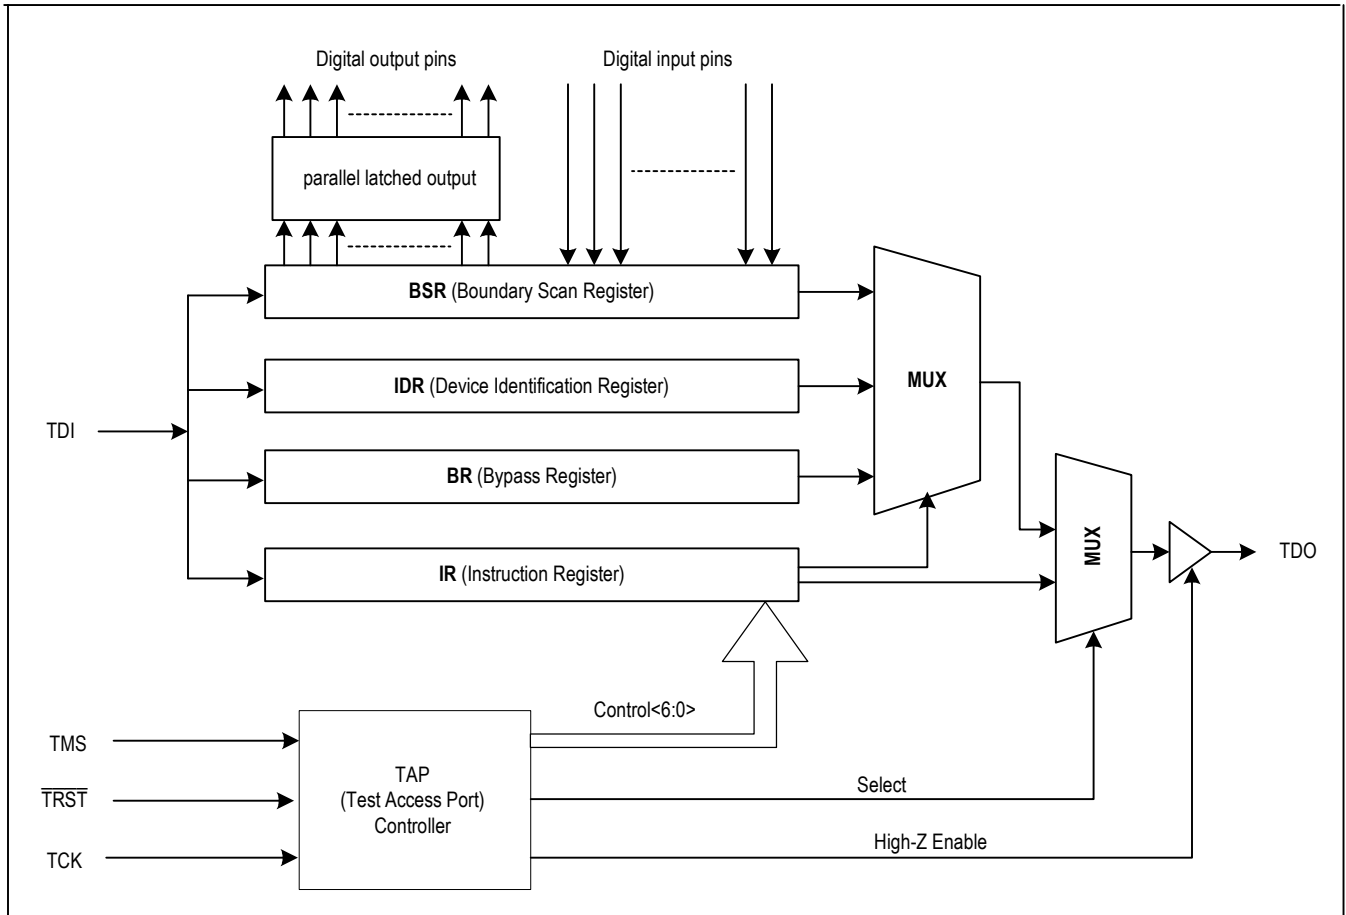 Digital output pins
Digital input pins
parallel latched output
BSR (Boundary Scan Register)
IDR (Device Identification Register)
MUX
TDI
BR (Bypass Register)
MUX
TDO
IR (Instruction Register)
Control<6:0>
TMS
TAP
(Test Access Port)
Controller
Select
T̅R̅S̅T̅
High-Z Enable
TCK